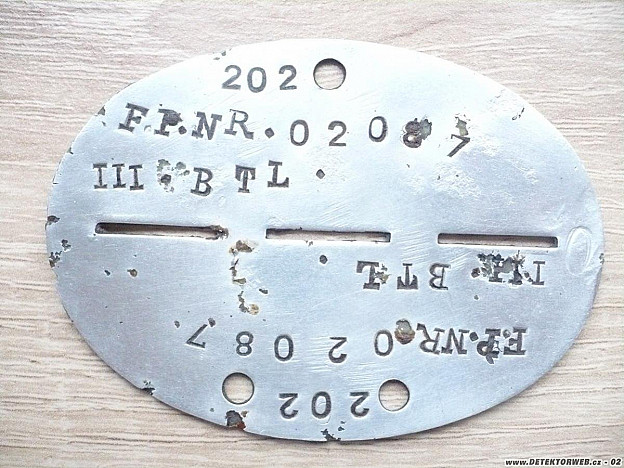 202
F.P.NR. 02087
III. BTL.
III. BTL
F.P.NR. 02087
202
www.DETEKTORWEB.cz - 02